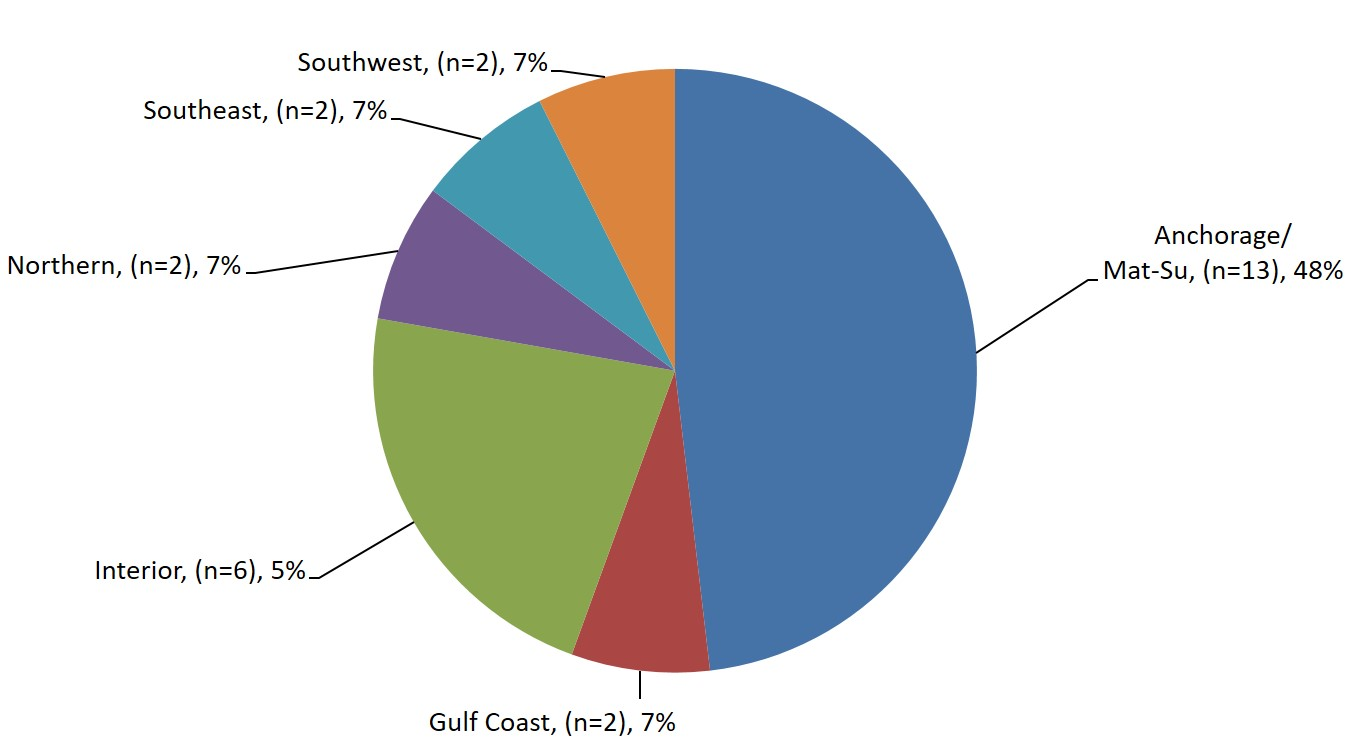 Southwest, (n=2), 7%
Southeast, (n=2), 7%
Anchorage/
Mat-Su, (n=13), 48%
Northern, (n=2), 7%
Interior, (n=6), 5%
Gulf Coast, (n=2), 7%